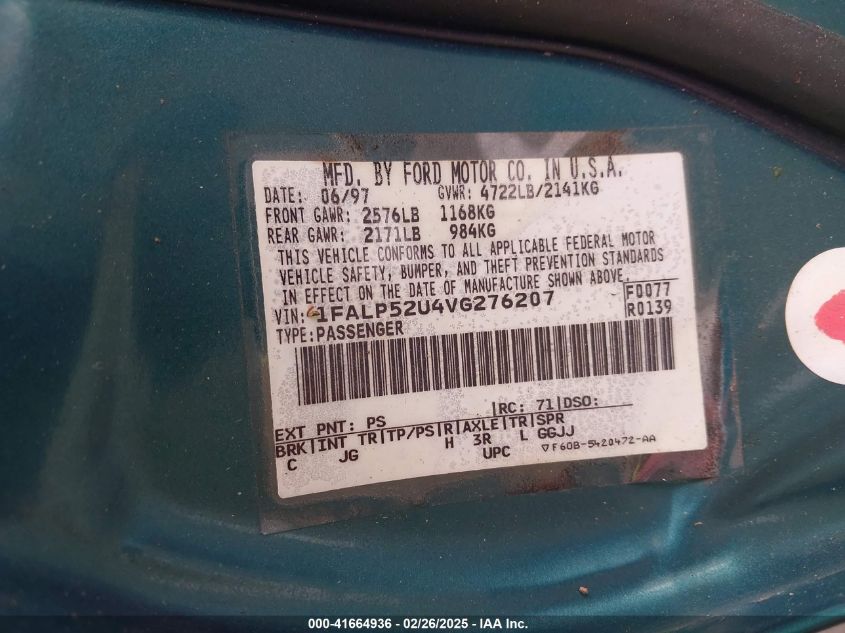 MFD. BY FORD MOTOR CO. IN U.S.A.
DATE: 06/97 GVWR: 4722LB/2141KG
FRONT GAWR: 2576LB 1168KG
REAR GAWR: 2171LB 984KG
THIS VEHICLE CONFORMS TO ALL APPLICABLE FEDERAL MOTOR
VEHICLE SAFETY, BUMPER, AND THEFT PREVENTION STANDARDS
IN EFFECT ON THE DATE OF MANUFACTURE SHOWN ABOVE.
VIN: 1FALP52U4VG276207 F0077
TYPE: PASSENGER R0139
EXT PNT: PS |RC: 71|DSO:
BRK|INT TR|TP/PS|R|AXLE|TR|SPR
C JG H 3R L GGJJ
UPC ▽F60B-5420472-AA
000-41664936 / 02/26/2025 - IAA Inc.